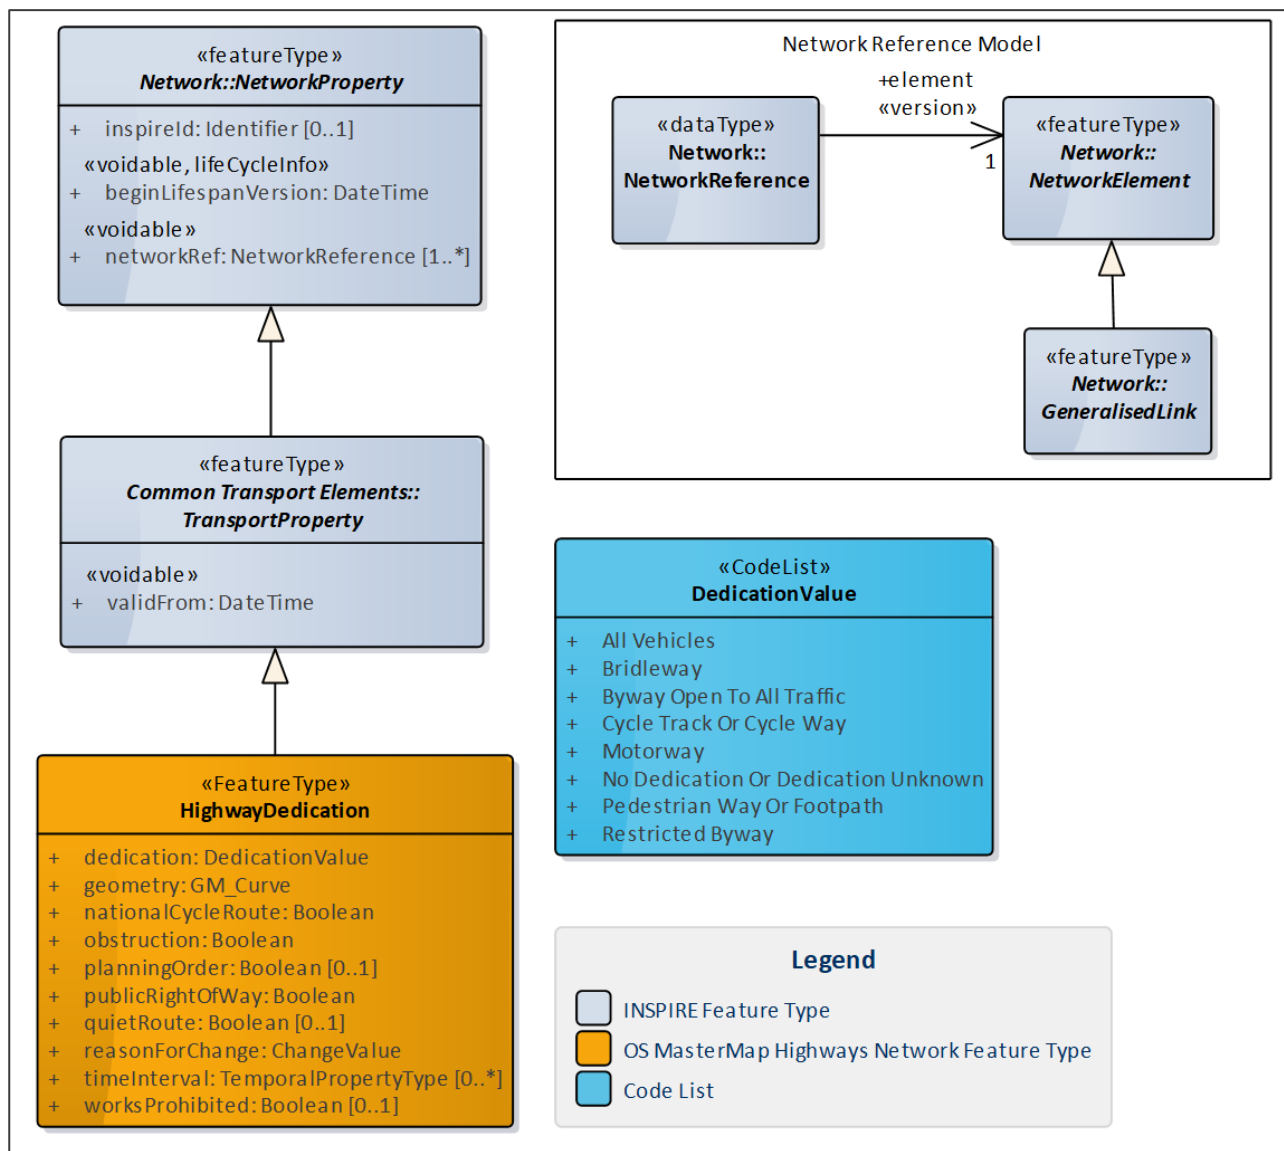 «featureType»
Network::NetworkProperty
+ inspireId: Identifier [0..1]
«voidable, lifeCycleInfo»
+ beginLifespanVersion: DateTime
«voidable»
+ networkRef: NetworkReference [1..*]
«featureType»
Common Transport Elements::
TransportProperty
«voidable»
+ validFrom: DateTime
«FeatureType»
HighwayDedication
+ dedication: DedicationValue
+ geometry: GM_Curve
+ nationalCycleRoute: Boolean
+ obstruction: Boolean
+ planningOrder: Boolean [0..1]
+ publicRightOfWay: Boolean
+ quietRoute: Boolean [0..1]
+ reasonForChange: ChangeValue
+ timeInterval: TemporalPropertyType [0..*]
+ worksProhibited: Boolean [0..1]
Network Reference Model
«dataType»
Network::
NetworkReference
+element
«version»
1
«featureType»
Network::
NetworkElement
«featureType»
Network::
GeneralisedLink
«CodeList»
DedicationValue
+ All Vehicles
+ Bridleway
+ Byway Open To All Traffic
+ Cycle Track Or Cycle Way
+ Motorway
+ No Dedication Or Dedication Unknown
+ Pedestrian Way Or Footpath
+ Restricted Byway
Legend
INSPIRE Feature Type
OS MasterMap Highways Network Feature Type
Code List